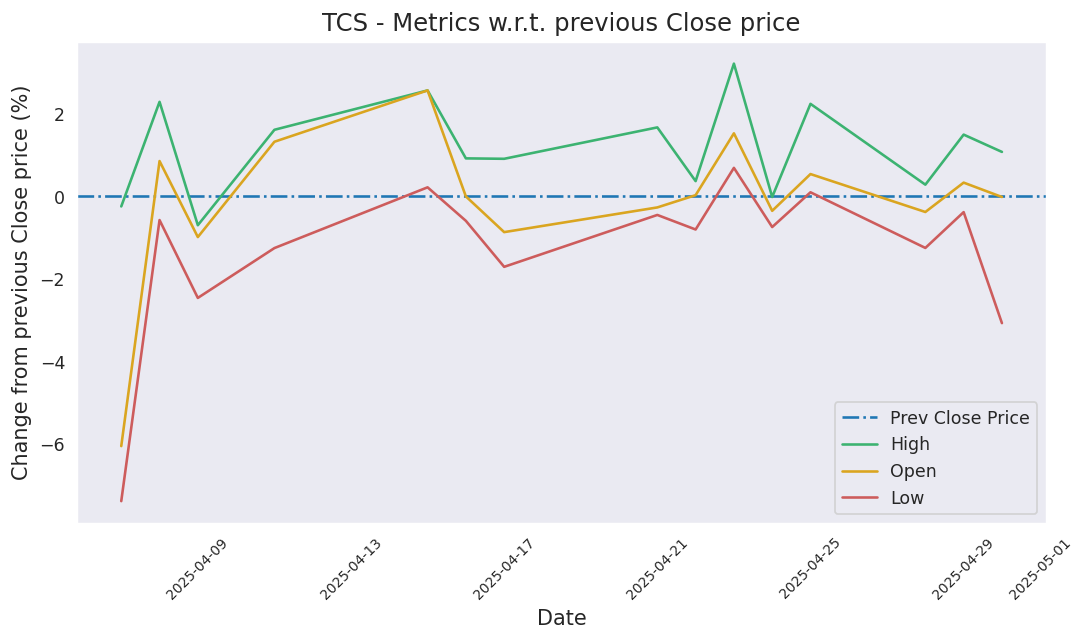 TCS - Metrics w.r.t. previous Close price
Change from previous Close price (%)
2
0
−2
−4
−6
Prev Close Price
High
Open
Low
2025-04-09
2025-04-13
2025-04-17
2025-04-21
2025-04-25
2025-04-29
2025-05-01
Date